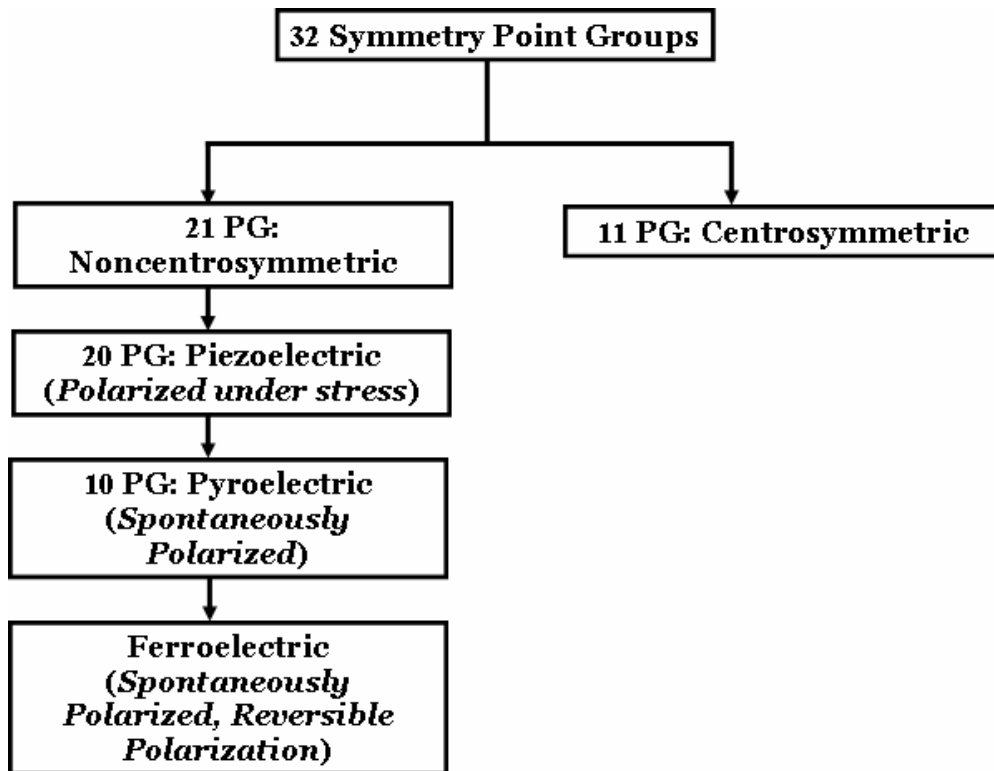 32 Symmetry Point Groups
21 PG:
Noncentrosymmetric
11 PG: Centrosymmetric
20 PG: Piezoelectric
(Polarized under stress)
10 PG: Pyroelectric
(Spontaneously
Polarized)
Ferroelectric
(Spontaneously
Polarized, Reversible
Polarization)